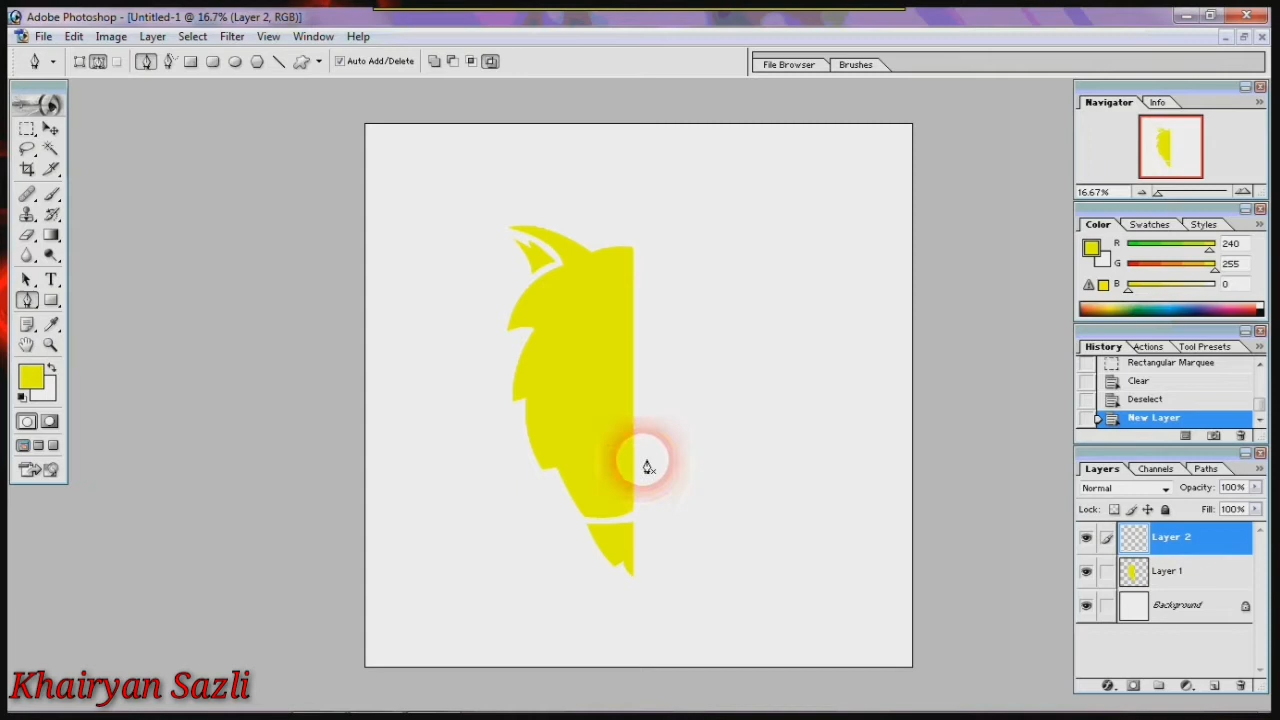 Adobe Photoshop - [Untitled-1 @ 16.7% (Layer 2, RGB)]
File Edit Image Layer Select Filter View Window Help
Auto Add/Delete
File Browser Brushes
Navigator Info
16.67%
Color Swatches Styles
R 240
G 255
B 0
History Actions Tool Presets
Rectangular Marquee
Clear
Deselect
New Layer
Layers Channels Paths
Normal Opacity: 100%
Lock: Fill: 100%
Layer 2
Layer 1
Background
Khairyan Sazli